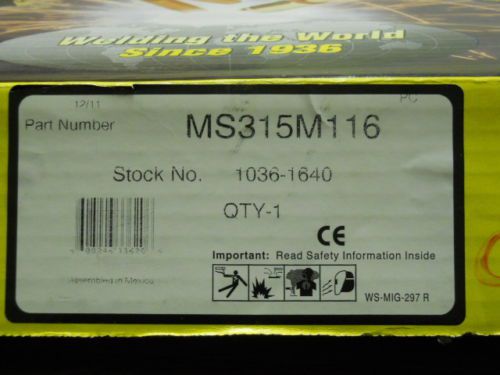 Welding the World
Since 1936
12/11
PC
Part Number MS315M116
Stock No. 1036-1640
QTY-1
CE
Important: Read Safety Information Inside
Assembled in Mexico
WS-MIG-297 R